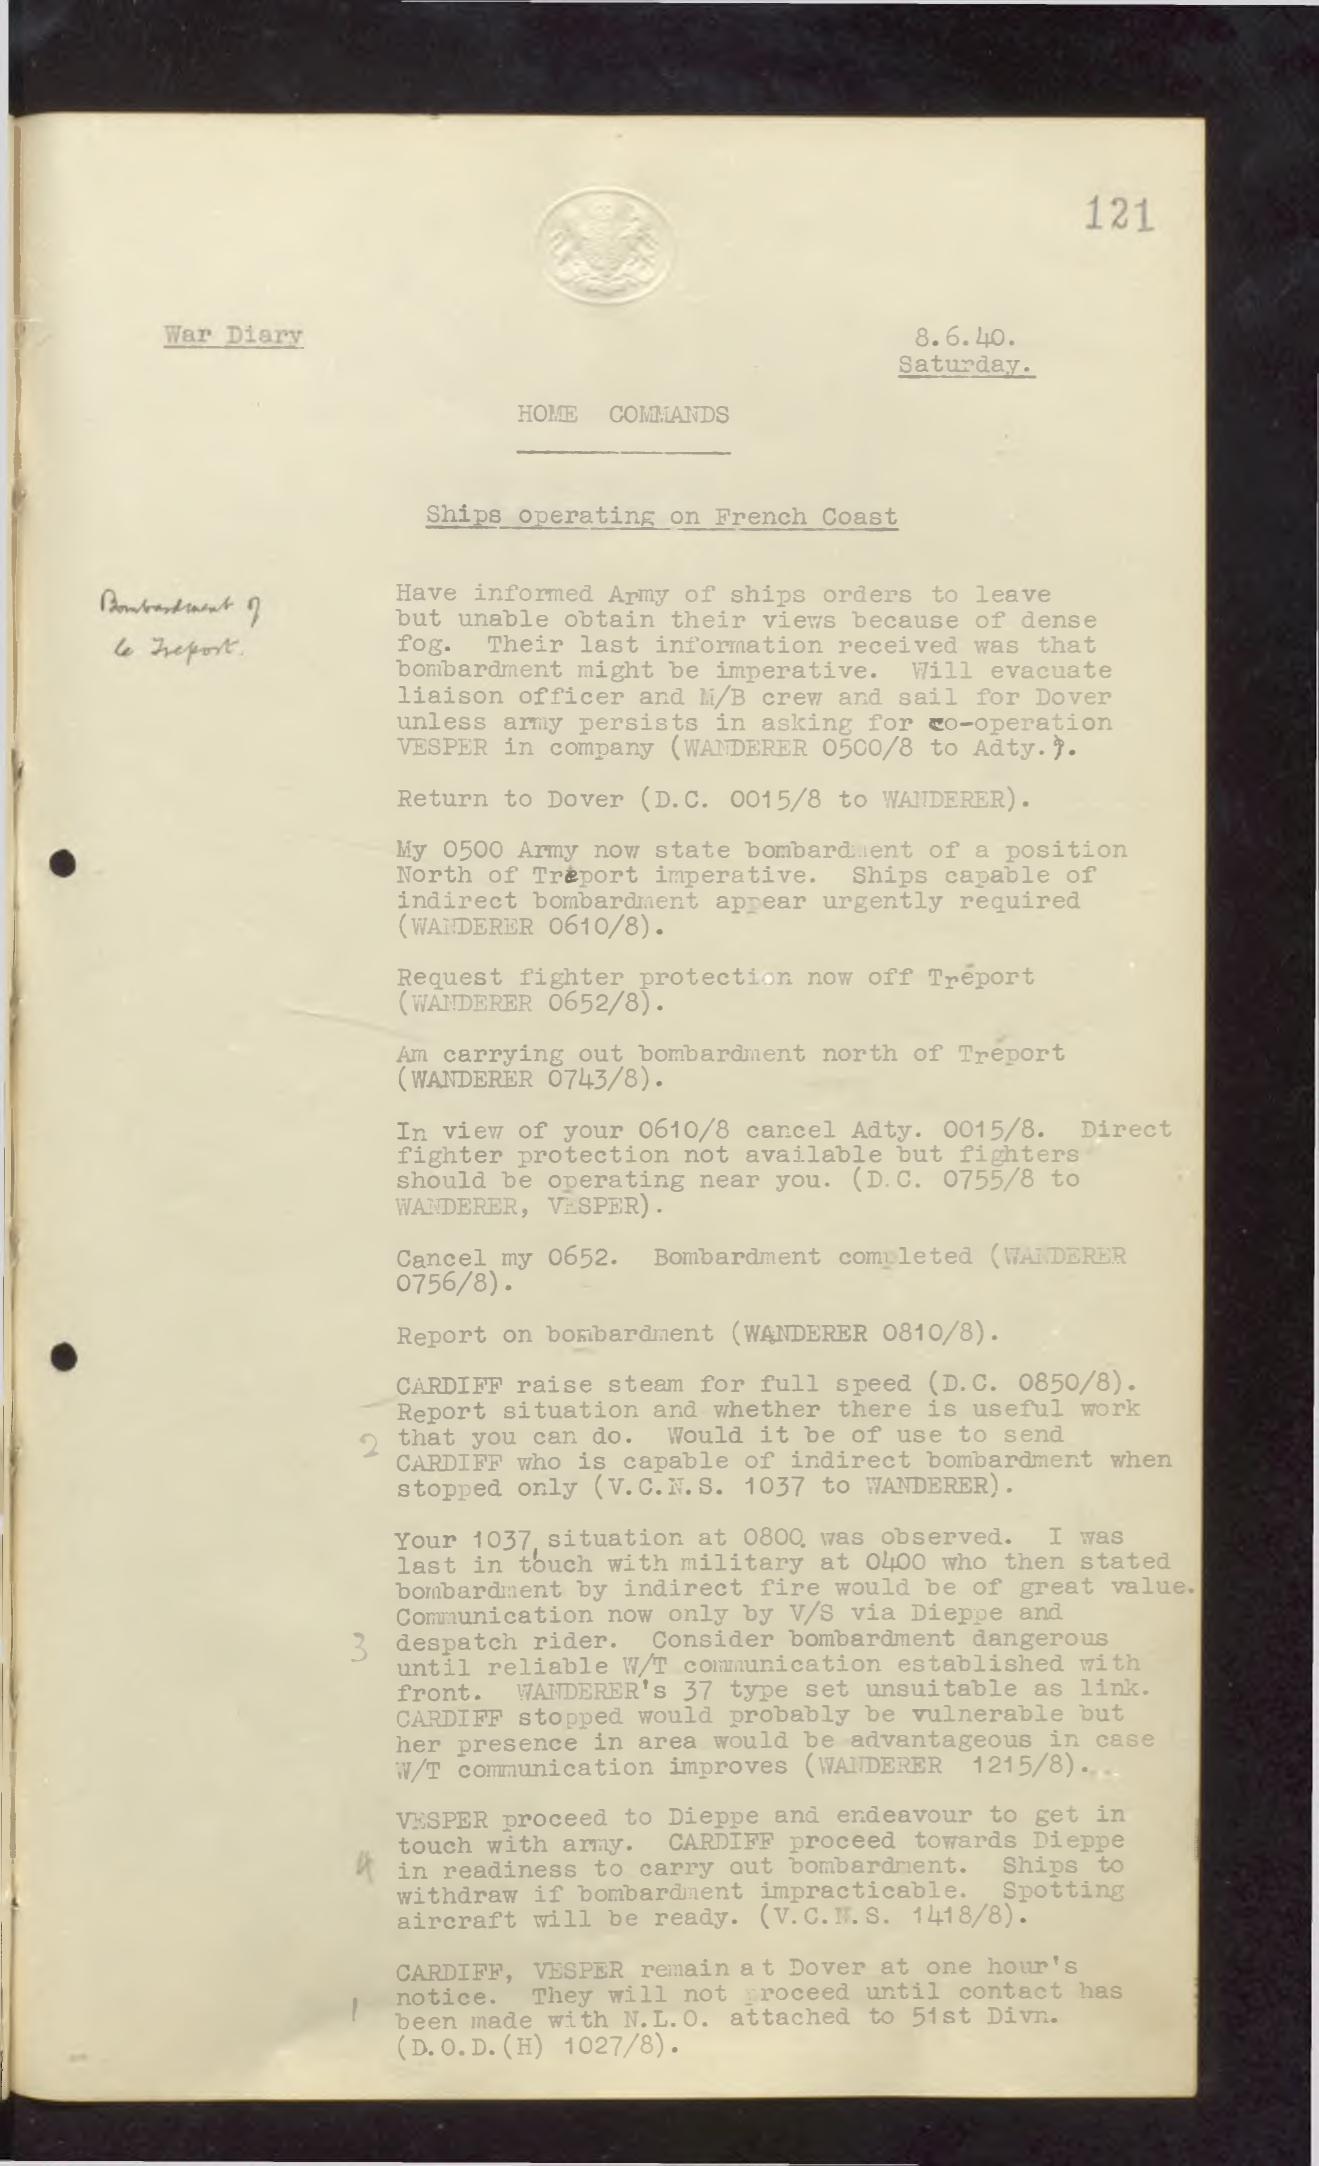 121
War Diary
8.6.40.
Saturday.
HOME COMMANDS
Ships operating on French Coast
Bombardment of
le Treport.
Have informed Army of ships orders to leave
but unable obtain their views because of dense
fog. Their last information received was that
bombardment might be imperative. Will evacuate
liaison officer and M/B crew and sail for Dover
unless army persists in asking for co-operation
VESPER in company (WANDERER 0500/8 to Adty.).
Return to Dover (D.C. 0015/8 to WANDERER).
My 0500 Army now state bombardment of a position
North of Tréport imperative. Ships capable of
indirect bombardment appear urgently required
(WANDERER 0610/8).
Request fighter protection now off Tréport
(WANDERER 0652/8).
Am carrying out bombardment north of Tréport
(WANDERER 0743/8).
In view of your 0610/8 cancel Adty. 0015/8. Direct
fighter protection not available but fighters
should be operating near you. (D.C. 0755/8 to
WANDERER, VESPER).
Cancel my 0652. Bombardment completed (WANDERER
0756/8).
Report on bombardment (WANDERER 0810/8).
CARDIFF raise steam for full speed (D.C. 0850/8).
Report situation and whether there is useful work
2 that you can do. Would it be of use to send
CARDIFF who is capable of indirect bombardment when
stopped only (V.C.N.S. 1037 to WANDERER).
Your 1037, situation at 0800. was observed. I was
last in touch with military at 0400 who then stated
bombardment by indirect fire would be of great value.
Communication now only by V/S via Dieppe and
3 despatch rider. Consider bombardment dangerous
until reliable W/T communication established with
front. WANDERER's 37 type set unsuitable as link.
CARDIFF stopped would probably be vulnerable but
her presence in area would be advantageous in case
W/T communication improves (WANDERER 1215/8).
VESPER proceed to Dieppe and endeavour to get in
touch with army. CARDIFF proceed towards Dieppe
4 in readiness to carry out bombardment. Ships to
withdraw if bombardment impracticable. Spotting
aircraft will be ready. (V.C.N.S. 1418/8).
CARDIFF, VESPER remain at Dover at one hour's
1 notice. They will not proceed until contact has
been made with N.L.O. attached to 51st Divn.
(D.O.D.(H) 1027/8).